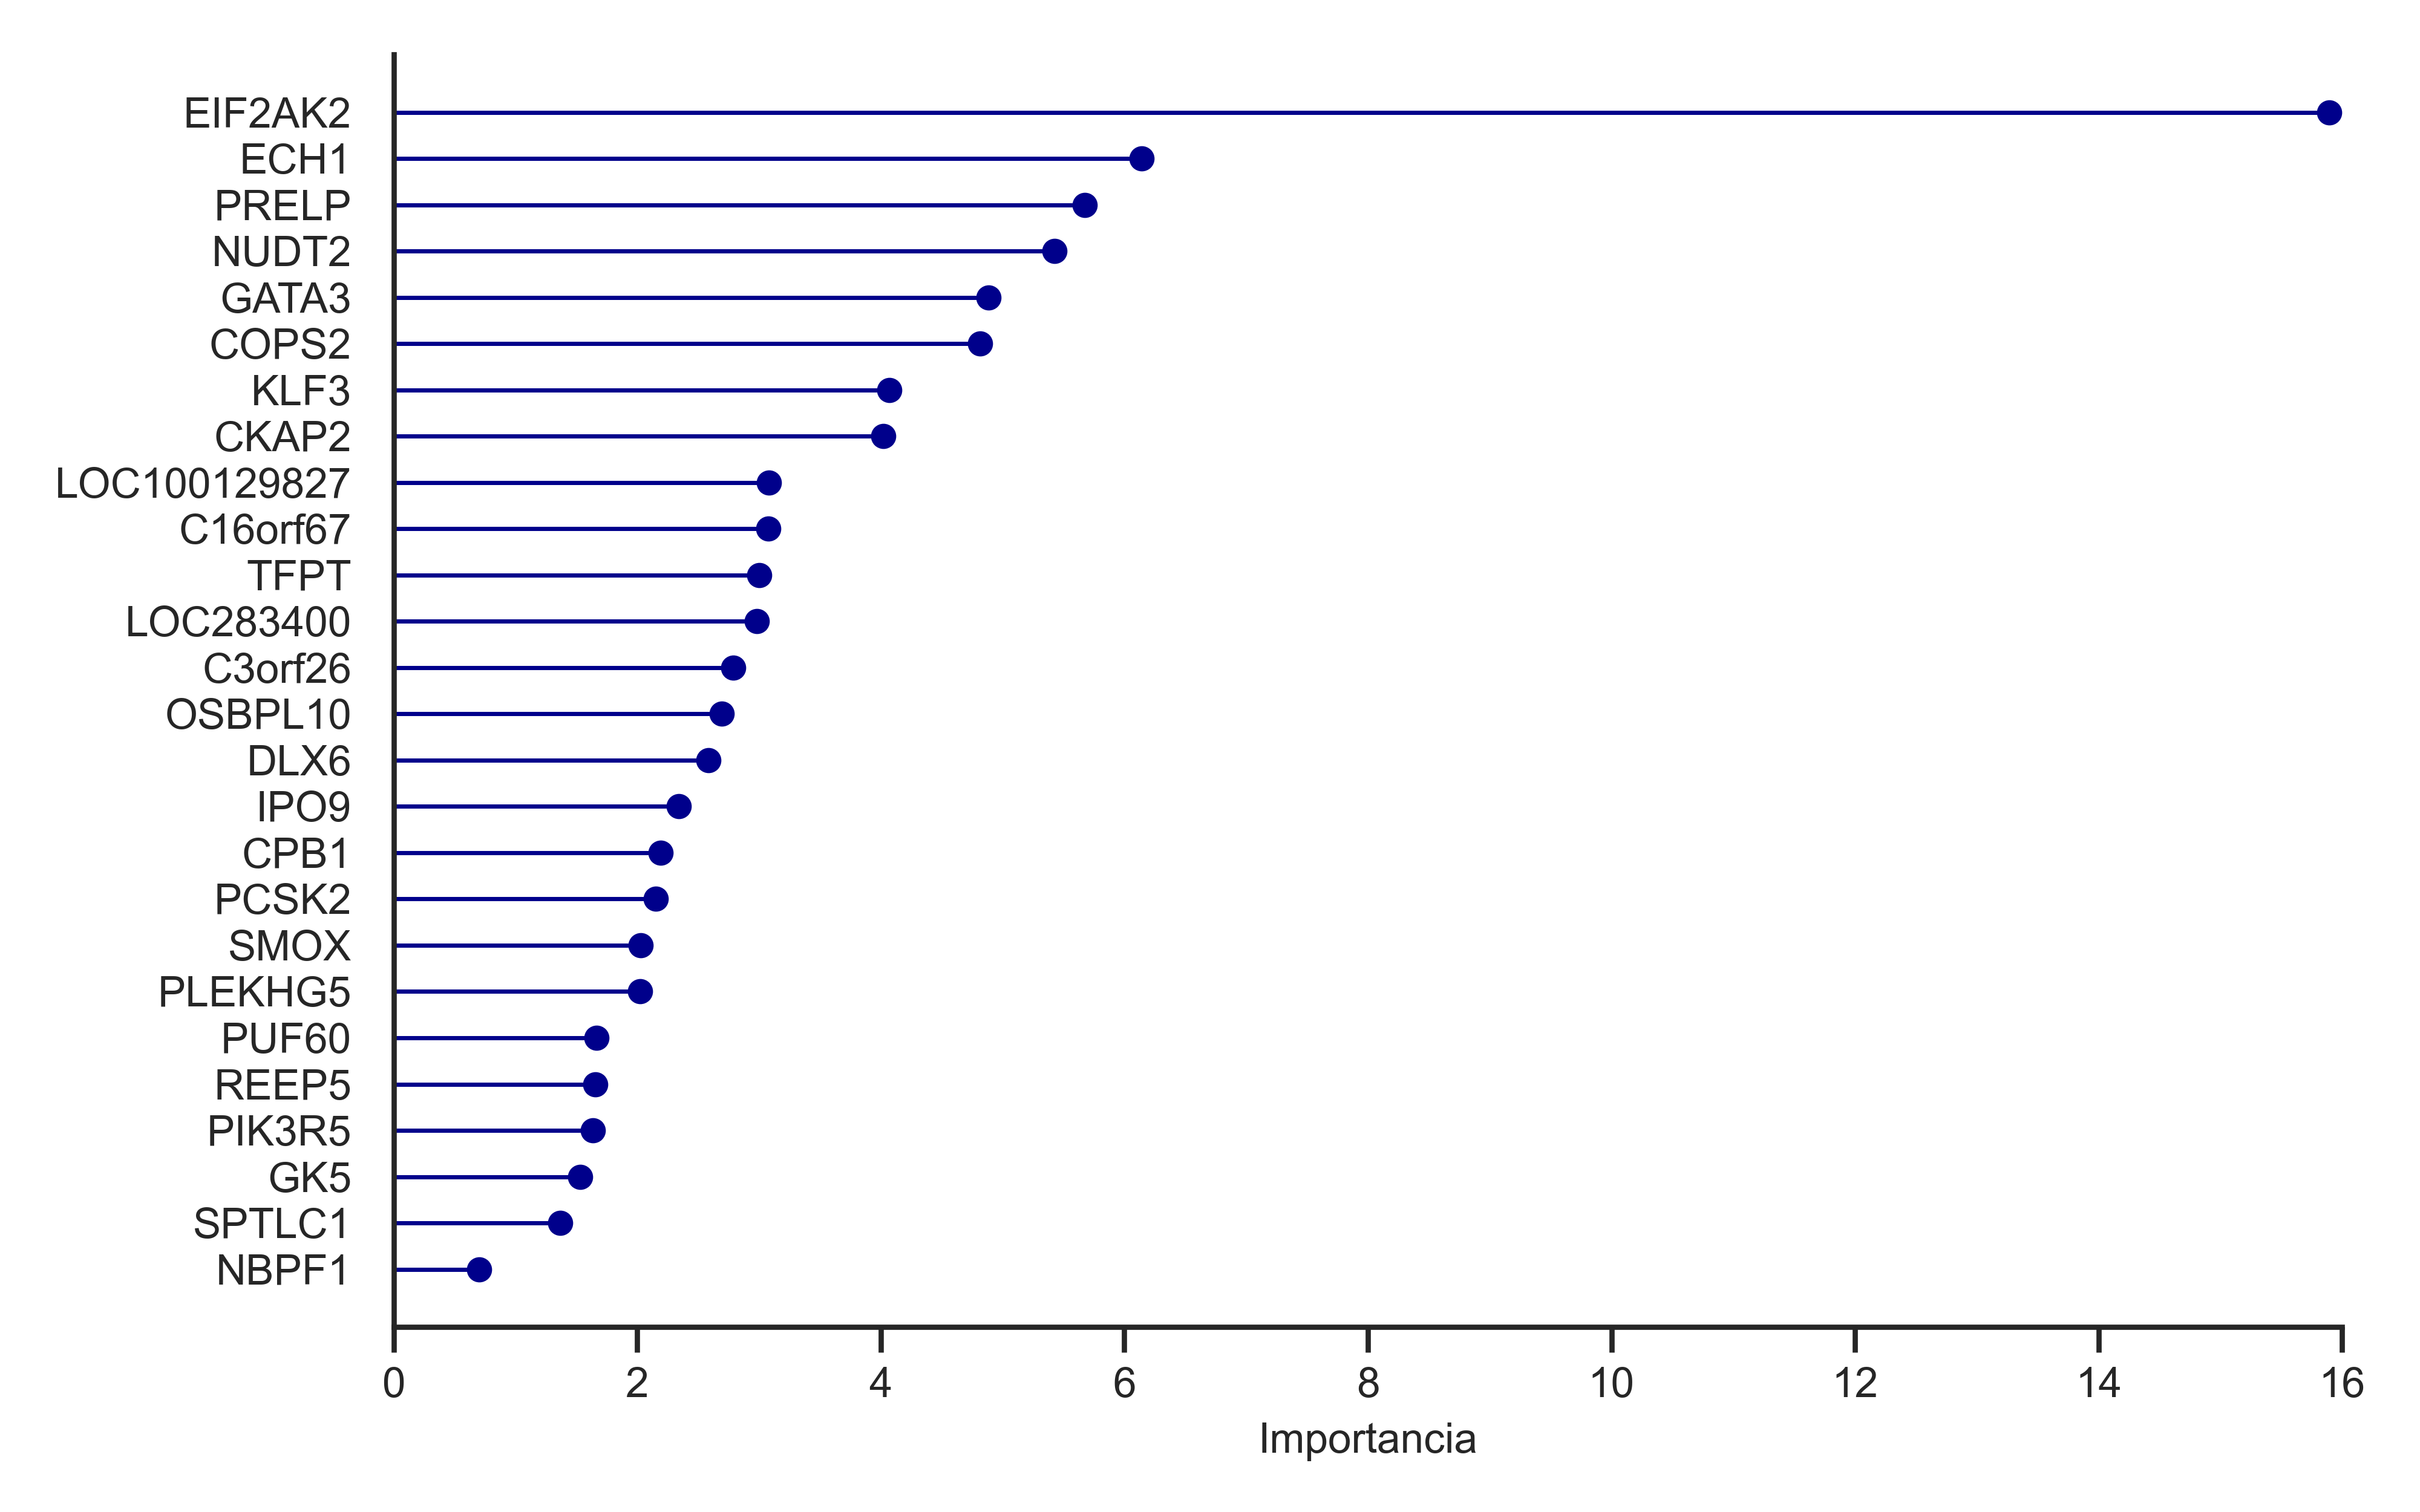 EIF2AK2
ECH1
PRELP
NUDT2
GATA3
COPS2
KLF3
CKAP2
LOC100129827
C16orf67
TFPT
LOC283400
C3orf26
OSBPL10
DLX6
IPO9
CPB1
PCSK2
SMOX
PLEKHG5
PUF60
REEP5
PIK3R5
GK5
SPTLC1
NBPF1
0 2 4 6 8 10 12 14 16
Importancia